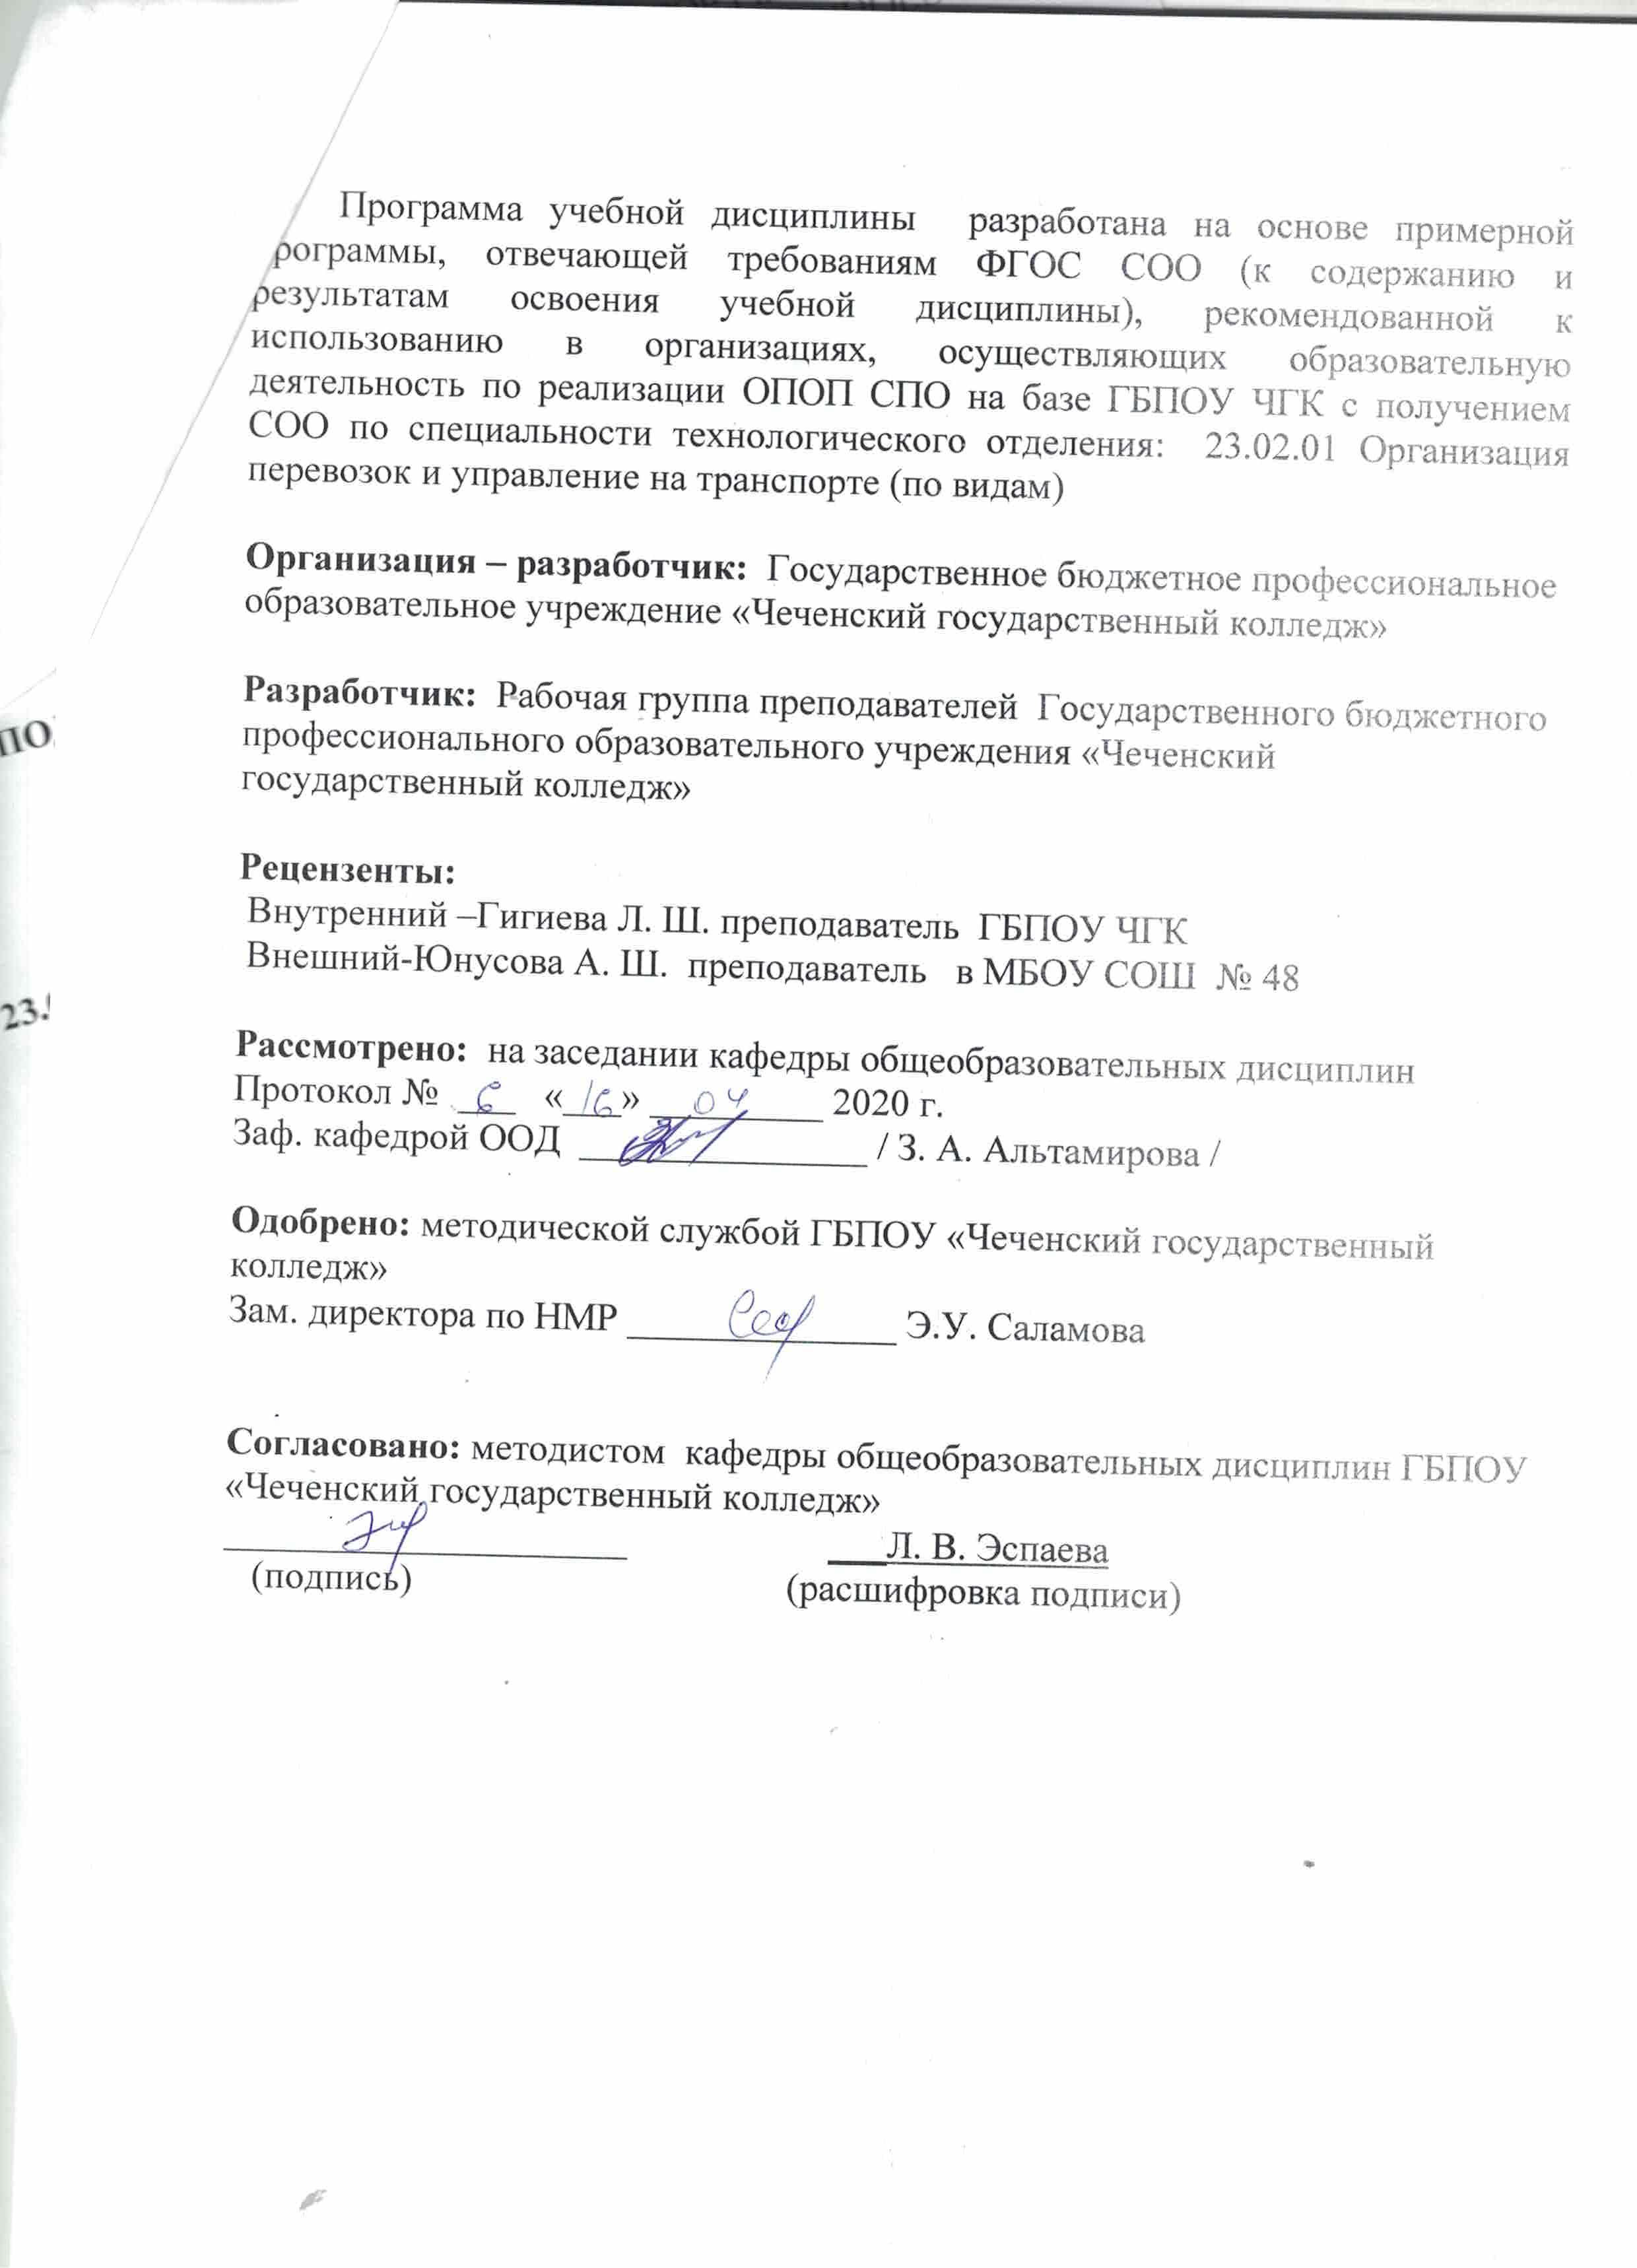 Программа учебной дисциплины разработана на основе примерной
рограммы, отвечающей требованиям ФГОС СОО (к содержанию и
результатам освоения учебной дисциплины), рекомендованной к
использованию в организациях, осуществляющих образовательную
деятельность по реализации ОПОП СПО на базе ГБПОУ ЧГК с получением
СОО по специальности технологического отделения: 23.02.01 Организация
перевозок и управление на транспорте (по видам)
Организация – разработчик: Государственное бюджетное профессиональное
образовательное учреждение «Чеченский государственный колледж»
Разработчик: Рабочая группа преподавателей Государственного бюджетного
профессионального образовательного учреждения «Чеченский
государственный колледж»
ПО
Рецензенты:
Внутренний –Гигиева Л. Ш. преподаватель ГБПОУ ЧГК
Внешний-Юнусова А. Ш. преподаватель в МБОУ СОШ № 48
23.
Рассмотрено: на заседании кафедры общеобразовательных дисциплин
Протокол № 6 «16» 04 2020 г.
Заф. кафедрой ООД / З. А. Альтамирова /
Одобрено: методической службой ГБПОУ «Чеченский государственный
колледж»
Зам. директора по НМР Э.У. Саламова
Согласовано: методистом кафедры общеобразовательных дисциплин ГБПОУ
«Чеченский государственный колледж»
Л. В. Эспаева
(подпись) (расшифровка подписи)